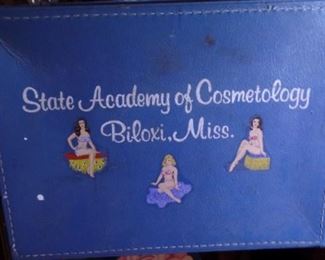 State Academy of Cosmetology
Biloxi, Miss.